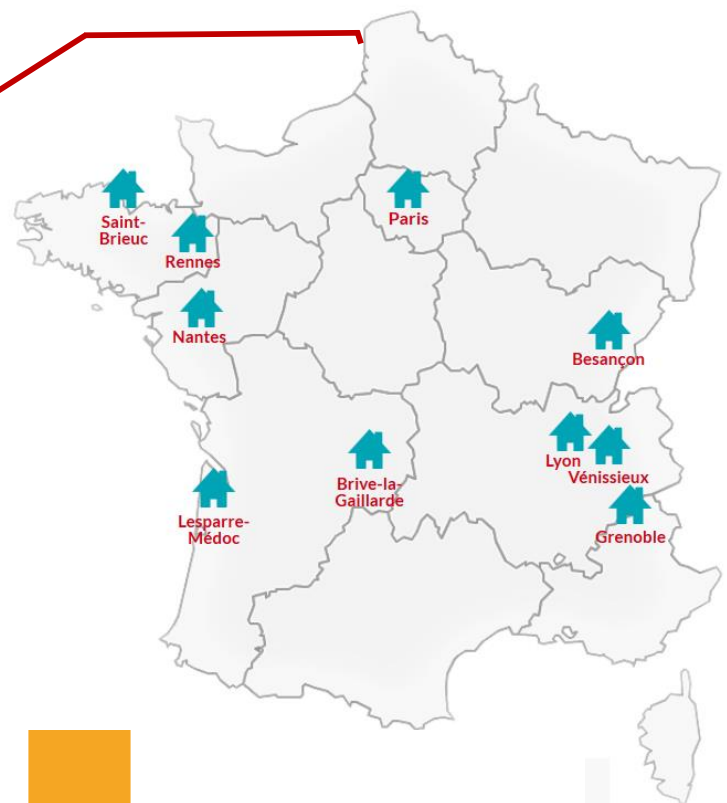 Saint-
Brieuc
Paris
Rennes
Nantes
Besançon
Lyon
Vénissieux
Brive-la-
Gaillarde
Lesparre-
Médoc
Grenoble